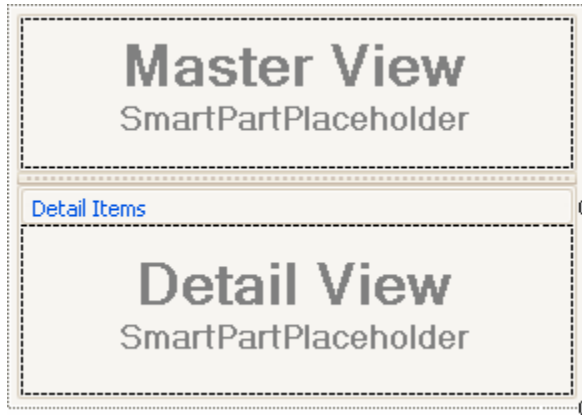 Master View
SmartPartPlaceholder
Detail Items
Detail View
SmartPartPlaceholder